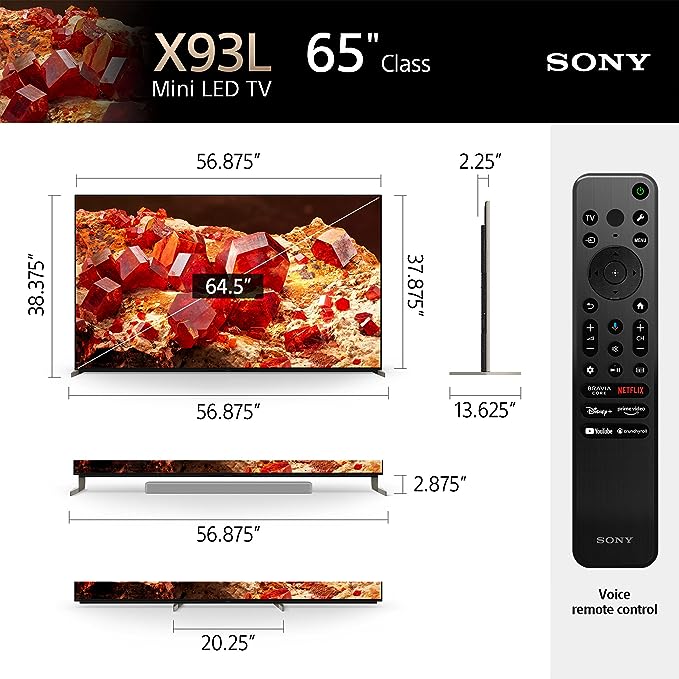 X93L
Mini LED TV
65" Class
SONY
56.875”
2.25”
38.375”
64.5”
37.875”
56.875”
13.625”
2.875”
56.875”
20.25”
TV
MENU
CH
BRAVIA
CORE
NETFLIX
Disney+
prime video
YouTube
crunchyroll
SONY
Voice
remote control